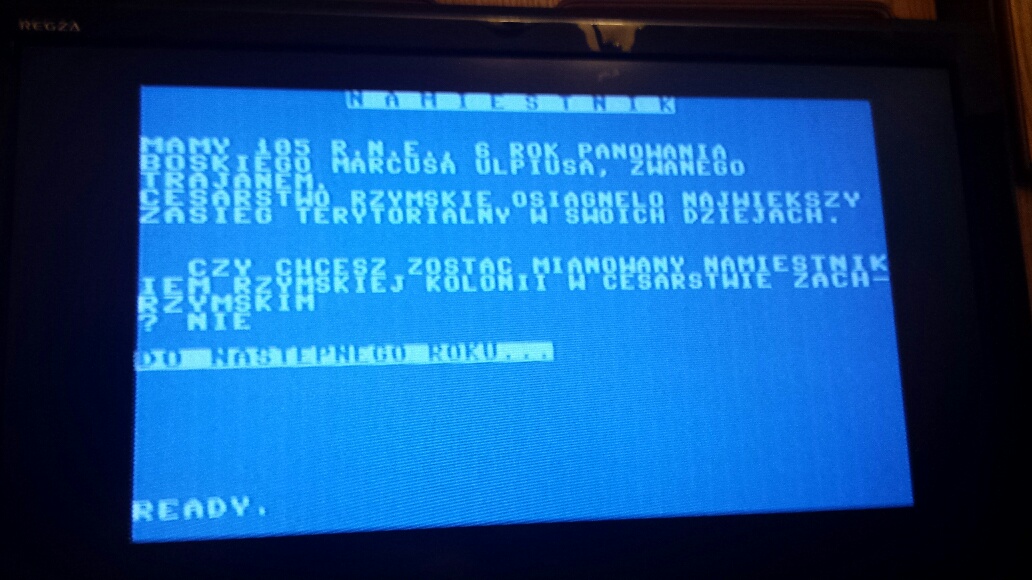 REGZA
N A M I E S T N I K
MAMY 105 R.N.E., 6 ROK PANOWANIA
BOSKIEGO MARCUSA ULPIUSA, ZWANEGO
TRAJANEM.
CESARSTWO RZYMSKIE OSIAGNELO NAJWIEKSZY
ZASIEG TERYTORIALNY W SWOICH DZIEJACH.
CZY CHCESZ ZOSTAC MIANOWANY NAMIESTNIK
IEM RZYMSKIEJ KOLONII W CESARSTWIE ZACH-
RZYMSKIM
? NIE
DO NASTEPNEGO ROKU...
READY.